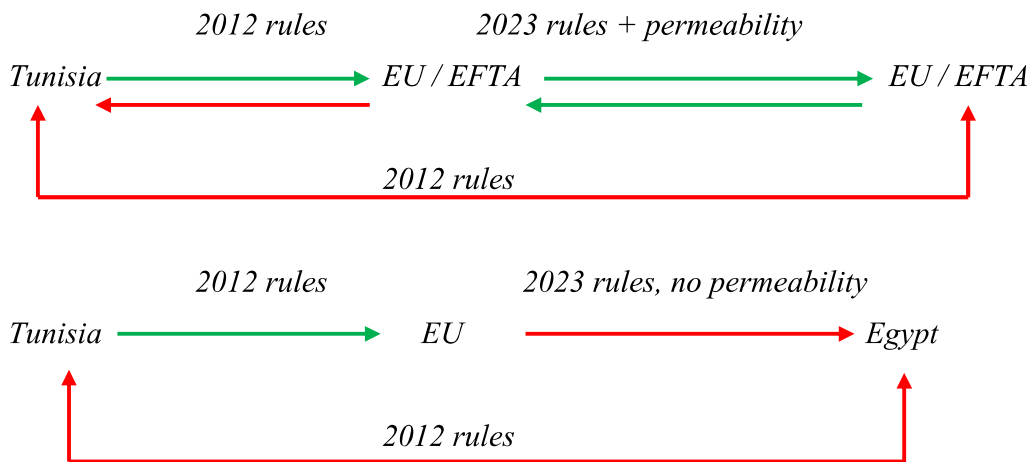 2012 rules 2023 rules + permeability
Tunisia EU / EFTA EU / EFTA
2012 rules
2012 rules 2023 rules, no permeability
Tunisia EU Egypt
2012 rules